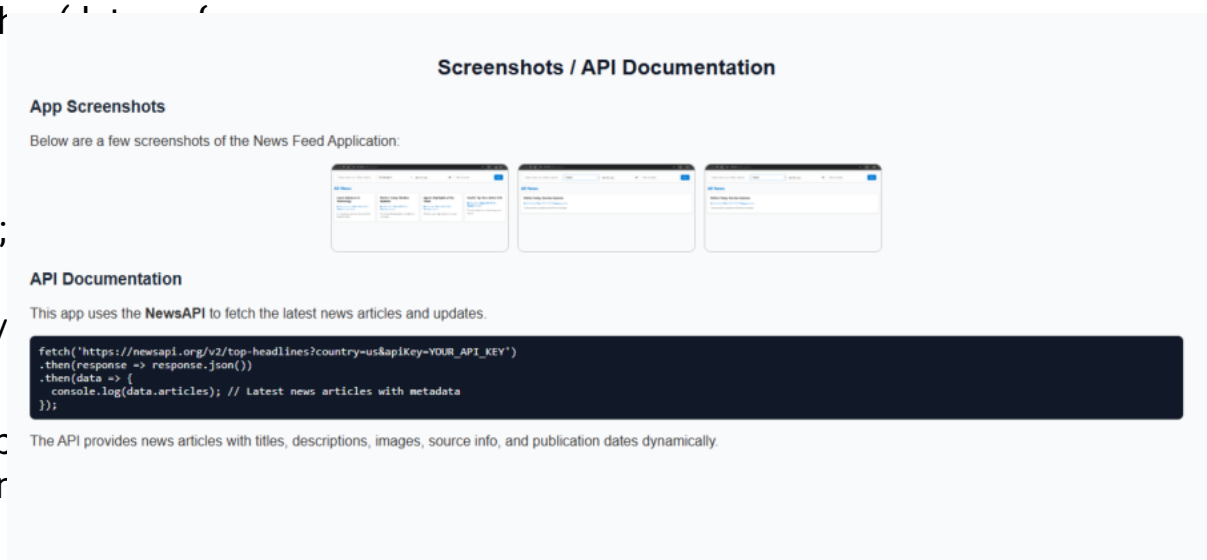 Screenshots / API Documentation
App Screenshots
Below are a few screenshots of the News Feed Application:
All News
All News
All News
API Documentation
This app uses the NewsAPI to fetch the latest news articles and updates.
fetch('https://newsapi.org/v2/top-headlines?country=us&apiKey=YOUR_API_KEY')
.then(response => response.json())
.then(data => {
console.log(data.articles); // Latest news articles with metadata
});
The API provides news articles with titles, descriptions, images, source info, and publication dates dynamically.